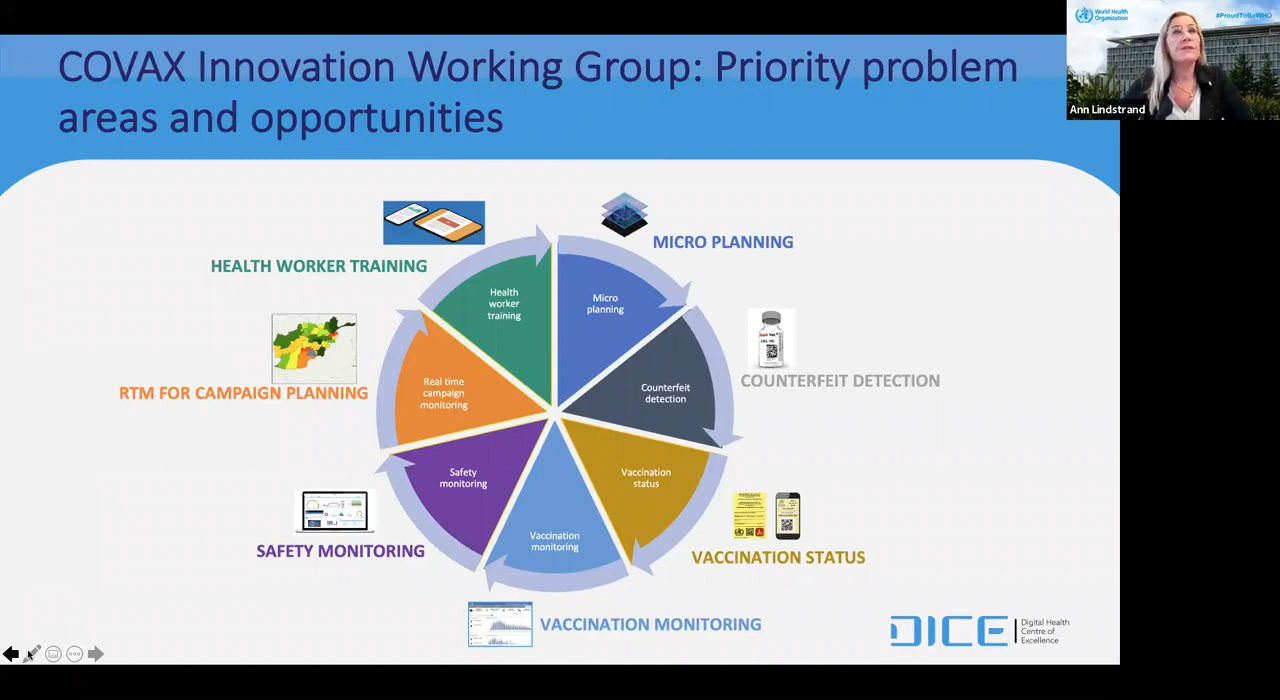 COVAX Innovation Working Group: Priority problem
areas and opportunities
World Health
Organization
#ProudToBeWHO
Ann Lindstrand
MICRO PLANNING
HEALTH WORKER TRAINING
Health
worker
training
Micro
planning
COUNTERFEIT DETECTION
RTM FOR CAMPAIGN PLANNING
Real time
campaign
monitoring
Counterfeit
detection
Safety
monitoring
Vaccination
status
SAFETY MONITORING
VACCINATION STATUS
Vaccination
monitoring
VACCINATION MONITORING
DICE
Digital Health
Centre of
Excellence